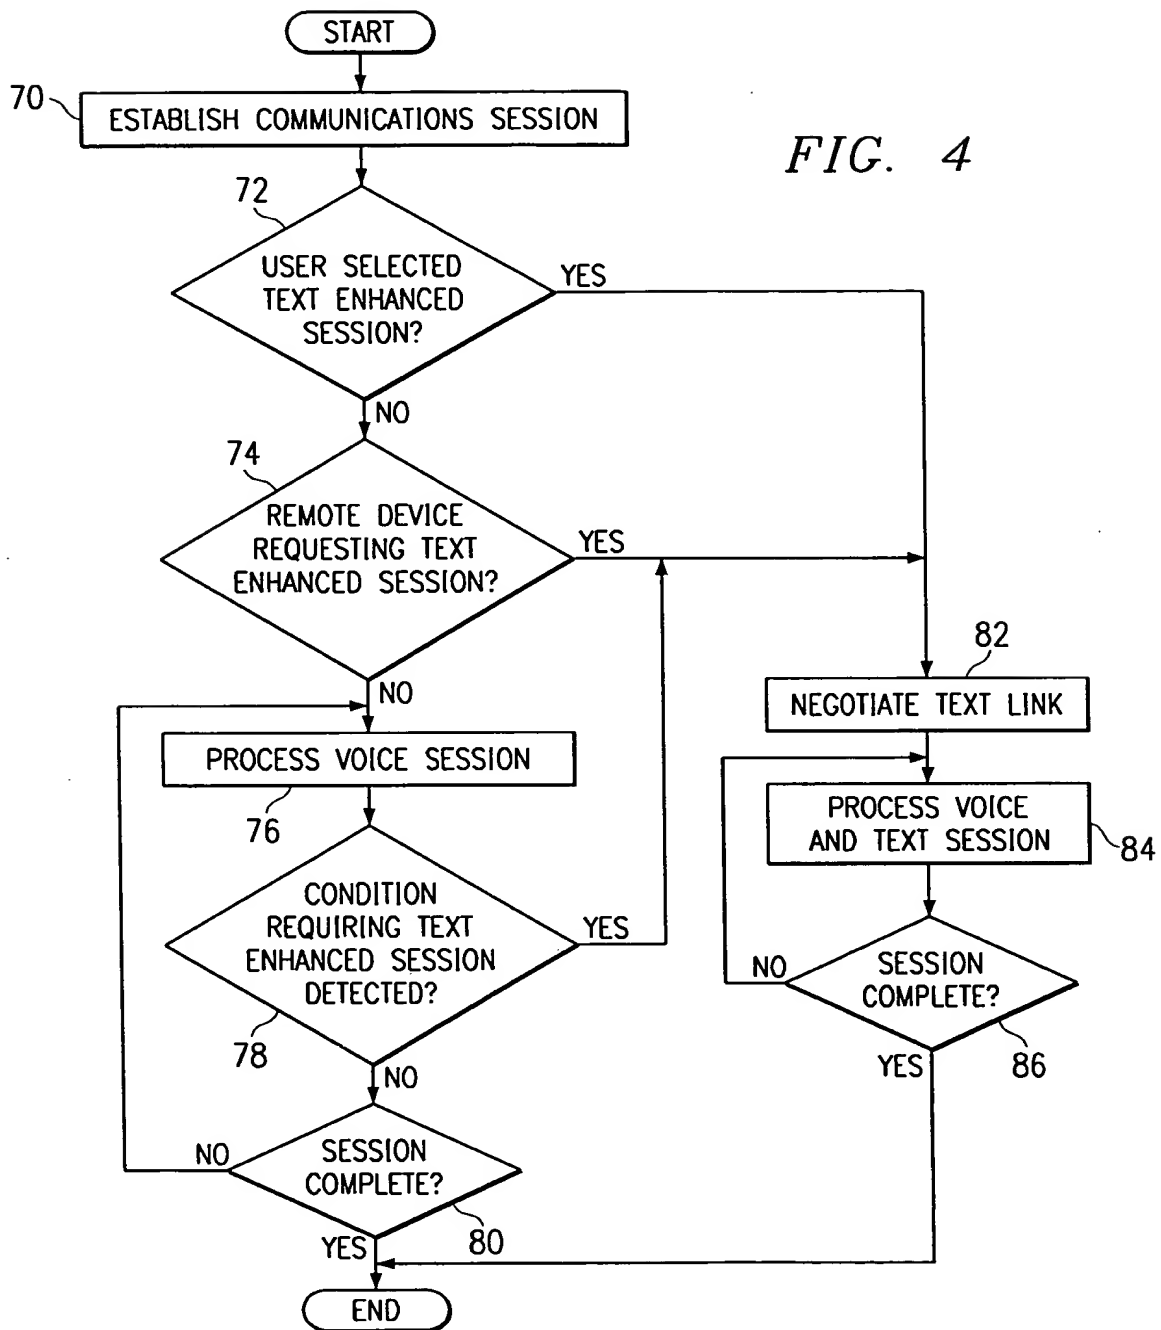 START
70
ESTABLISH COMMUNICATIONS SESSION
FIG. 4
72
USER SELECTED
TEXT ENHANCED
SESSION?
YES
NO
74
REMOTE DEVICE
REQUESTING TEXT
ENHANCED SESSION?
YES
NO
82
NEGOTIATE TEXT LINK
PROCESS VOICE SESSION
76
PROCESS VOICE
AND TEXT SESSION
84
CONDITION
REQUIRING TEXT
ENHANCED SESSION
DETECTED?
YES
78
NO
NO
SESSION
COMPLETE?
86
YES
NO
SESSION
COMPLETE?
80
YES
END